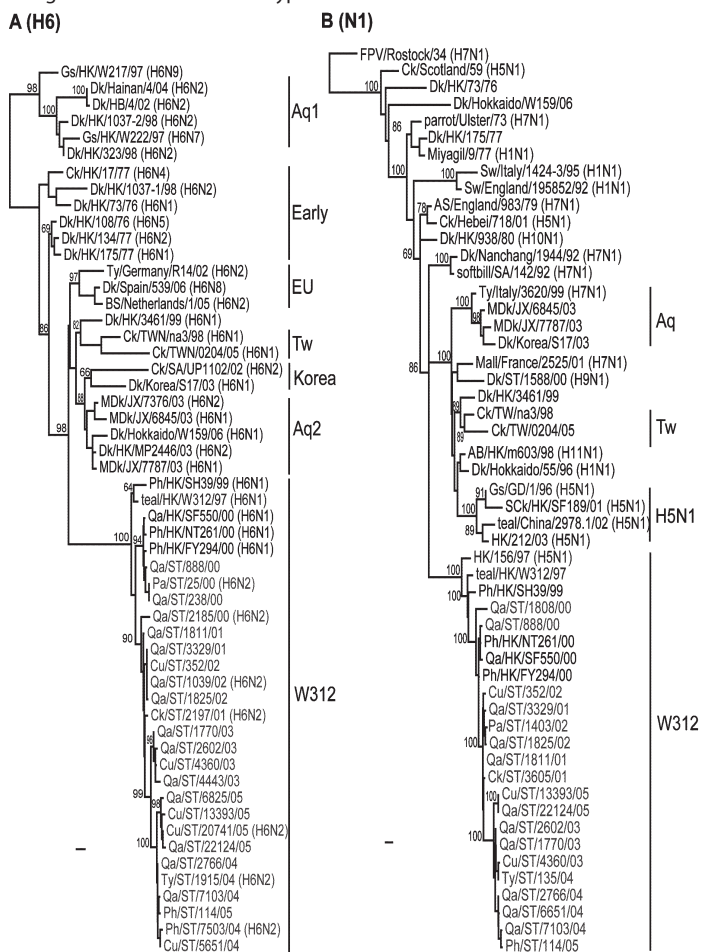 A (H6)
Gs/HK/W217/97 (H6N9)
98
100
Dk/Hainan/4/04 (H6N2)
Dk/HB/4/02 (H6N2)
100
Dk/HK/1037-2/98 (H6N2)
Gs/HK/W222/97 (H6N7)
Dk/HK/323/98 (H6N2)
Aq1
Ck/HK/17/77 (H6N4)
Dk/HK/1037-1/98 (H6N2)
Dk/HK/73/76 (H6N1)
69
Dk/HK/108/76 (H6N5)
Dk/HK/134/77 (H6N2)
Dk/HK/175/77 (H6N1)
Early
97
Ty/Germany/R14/02 (H6N2)
Dk/Spain/539/06 (H6N8)
BS/Netherlands/1/05 (H6N2)
EU
86
82
Dk/HK/3461/99 (H6N1)
Ck/TWN/na3/98 (H6N1)
Ck/TWN/0204/05 (H6N1)
Tw
66
Ck/SA/UP1102/02 (H6N2)
Dk/Korea/S17/03 (H6N1)
Korea
88
MDk/JX/7376/03 (H6N2)
MDk/JX/6845/03 (H6N1)
Dk/Hokkaido/W159/06 (H6N1)
Dk/HK/MP2446/03 (H6N2)
MDk/JX/7787/03 (H6N1)
Aq2
98
64
Ph/HK/SH39/99 (H6N1)
teal/HK/W312/97 (H6N1)
Qa/HK/SF550/00 (H6N1)
100
94
Ph/HK/NT261/00 (H6N1)
Ph/HK/FY294/00 (H6N1)
Qa/ST/888/00
Pa/ST/25/00 (H6N2)
Qa/ST/238/00
Qa/ST/2185/00 (H6N2)
90
Qa/ST/1811/01
Qa/ST/3329/01
Cu/ST/352/02
Qa/ST/1039/02 (H6N2)
Qa/ST/1825/02
Ck/ST/2197/01 (H6N2)
Qa/ST/1770/03
96
Qa/ST/2602/03
Cu/ST/4360/03
Qa/ST/4443/03
99
Qa/ST/6825/05
98
Cu/ST/13393/05
Cu/ST/20741/05 (H6N2)
100
Qa/ST/22124/05
Qa/ST/2766/04
Ty/ST/1915/04 (H6N2)
Qa/ST/7103/04
Ph/ST/114/05
Ph/ST/7503/04 (H6N2)
Cu/ST/5651/04
W312
B (N1)
FPV/Rostock/34 (H7N1)
Ck/Scotland/59 (H5N1)
100
Dk/HK/73/76
Dk/Hokkaido/W159/06
86
parrot/Ulster/73 (H7N1)
Dk/HK/175/77
Miyagil/9/77 (H1N1)
100
100
Sw/Italy/1424-3/95 (H1N1)
Sw/England/195852/92 (H1N1)
78
AS/England/983/79 (H7N1)
Ck/Hebei/718/01 (H5N1)
Dk/HK/938/80 (H10N1)
69
100
Dk/Nanchang/1944/92 (H7N1)
softbill/SA/142/92 (H7N1)
100
Ty/Italy/3620/99 (H7N1)
98
MDk/JX/6845/03
MDk/JX/7787/03
Dk/Korea/S17/03
Aq
86
100
Mall/France/2525/01 (H7N1)
Dk/ST/1588/00 (H9N1)
Dk/HK/3461/99
89
Ck/TW/na3/98
89
Ck/TW/0204/05
Tw
AB/HK/m603/98 (H11N1)
Dk/Hokkaido/55/96 (H1N1)
91
Gs/GD/1/96 (H5N1)
100
SCk/HK/SF189/01 (H5N1)
teal/China/2978.1/02 (H5N1)
89
HK/212/03 (H5N1)
H5N1
HK/156/97 (H5N1)
100
teal/HK/W312/97
100
Ph/HK/SH39/99
Qa/ST/1808/00
Qa/ST/888/00
100
Ph/HK/NT261/00
Qa/HK/SF550/00
Ph/HK/FY294/00
Cu/ST/352/02
Qa/ST/3329/01
Pa/ST/1403/02
100
Qa/ST/1825/02
Qa/ST/1811/01
Ck/ST/3605/01
100
Cu/ST/13393/05
Qa/ST/22124/05
Qa/ST/2602/03
100
Qa/ST/1770/03
Cu/ST/4360/03
Ty/ST/135/04
Qa/ST/2766/04
Qa/ST/6651/04
Qa/ST/7103/04
Ph/ST/114/05
W312